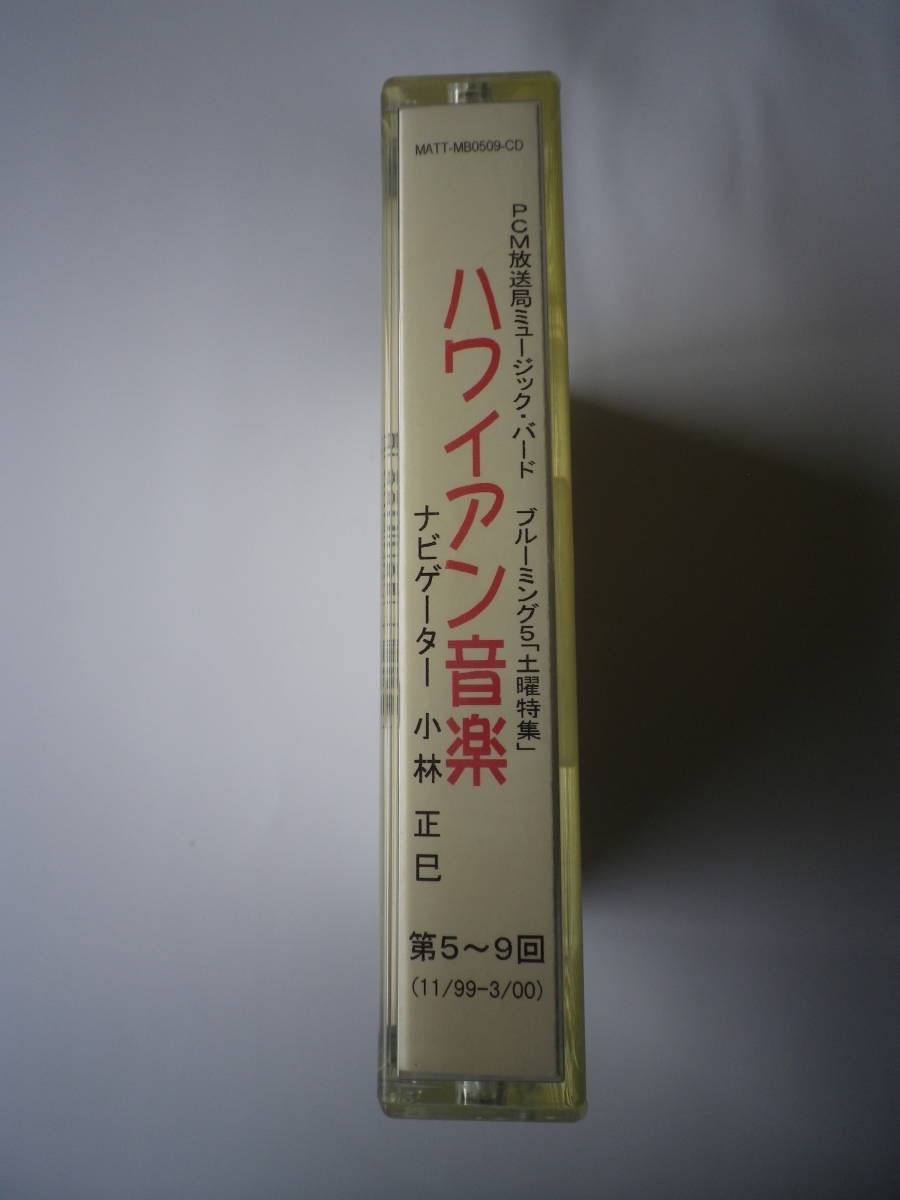 MATT-MB0509-CD
PCM放送局ミュージック・バード ブルーミング5「土曜特集」
ハワイアン音楽
ナビゲーター 小林 正巳
第5～9回
(11/99-3/00)